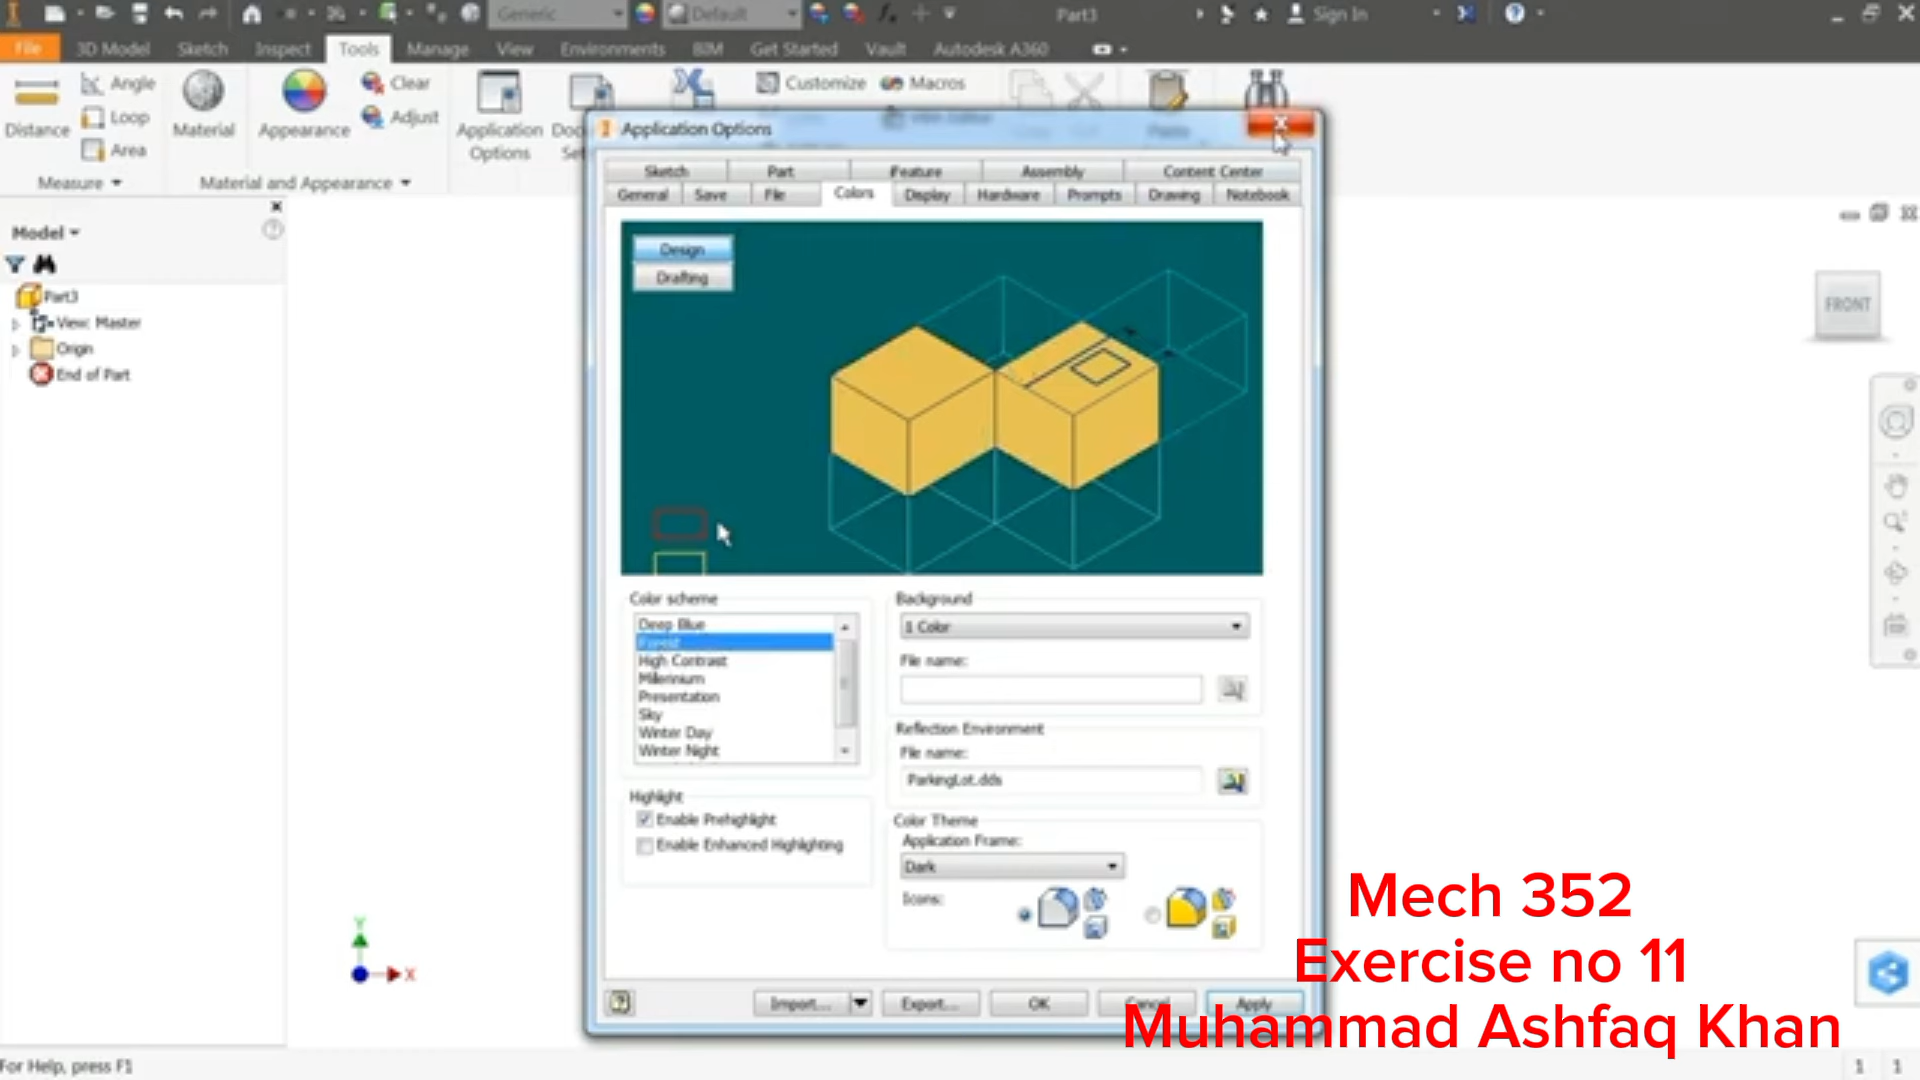 Generic
Default
Part3
Sign In
File 3D Model Sketch Inspect Tools Manage View Environments BIM Get Started Vault Autodesk A360
Distance
Angle
Loop
Area
Measure
Material
Appearance
Clear
Adjust
Material and Appearance
Application
Options
Customize
Macros
Application Options
Sketch Part iFeature Assembly Content Center
General Save File Colors Display Hardware Prompts Drawing Notebook
Design
Drafting
Model
Part3
View: Master
Origin
End of Part
FRONT
Color scheme
Deep Blue
Forest
High Contrast
Millennium
Presentation
Sky
Winter Day
Winter Night
Background
1 Color
File name:
Reflection Environment
File name:
ParkingLot.dds
Highlight
Enable Prehighlight
Enable Enhanced Highlighting
Color Theme
Application Frame:
Dark
Icons:
Import...
Export...
OK
Cancel
Apply
Y
X
Mech 352
Exercise no 11
Muhammad Ashfaq Khan
For Help, press F1
1 1